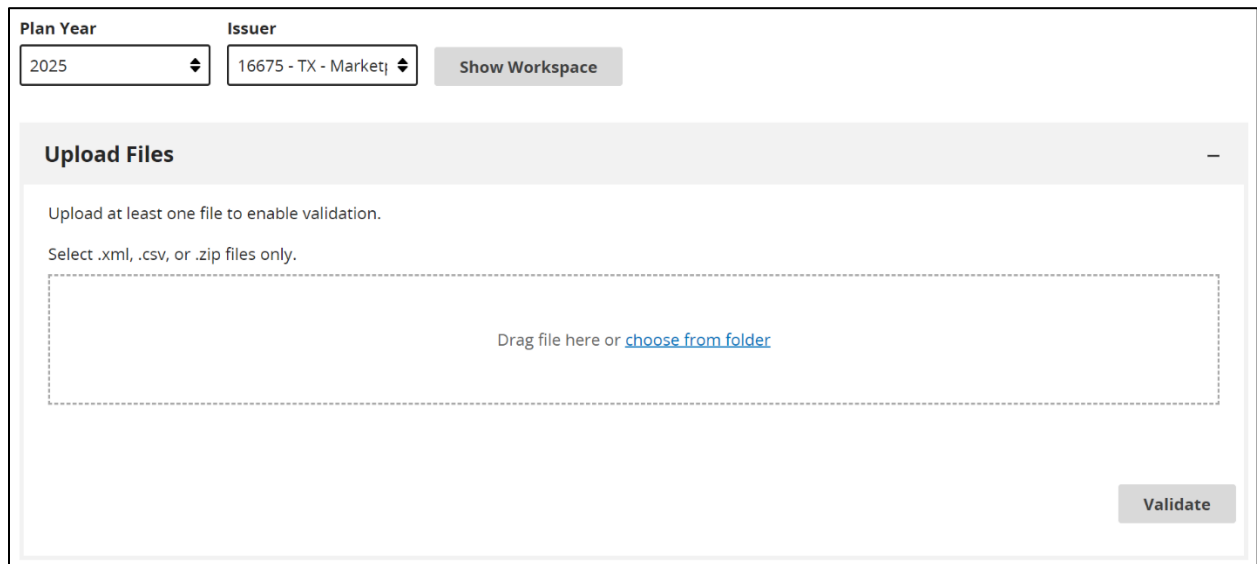 Plan Year Issuer
2025 16675 - TX - Market Show Workspace
Upload Files
Upload at least one file to enable validation.
Select .xml, .csv, or .zip files only.
Drag file here or choose from folder
Validate